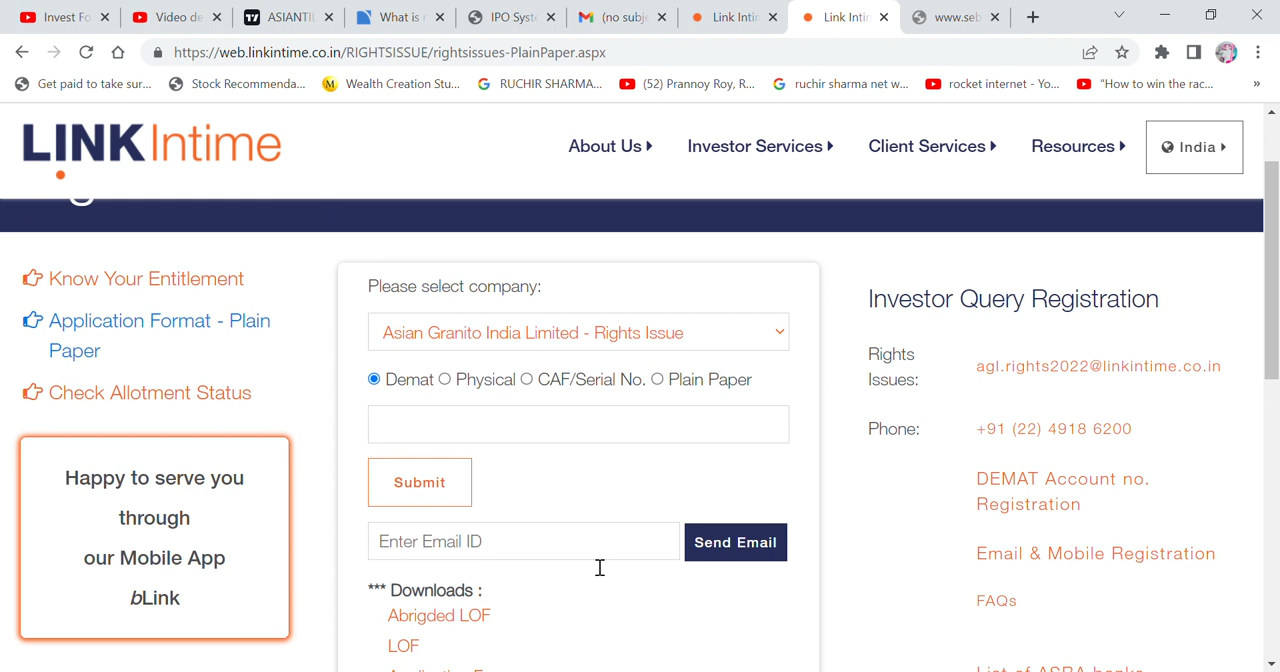 Invest Fo
Video de
ASIANTIL
What is r
IPO Syste
(no subje
Link Intin
Link Intin
www.seb
https://web.linkintime.co.in/RIGHTSISSUE/rightsissues-PlainPaper.aspx
Get paid to take sur...
Stock Recommenda...
Wealth Creation Stu...
RUCHIR SHARMA...
(52) Prannoy Roy, R...
ruchir sharma net w...
rocket internet - Yo...
"How to win the rac...
»
LINK Intime
About Us
Investor Services
Client Services
Resources
India
Know Your Entitlement
Application Format - Plain
Paper
Check Allotment Status
Happy to serve you
through
our Mobile App
bLink
Please select company:
Asian Granito India Limited - Rights Issue
Demat Physical CAF/Serial No. Plain Paper
Submit
Enter Email ID
Send Email
*** Downloads :
Abrigded LOF
LOF
Investor Query Registration
Rights
Issues:
agl.rights2022@linkintime.co.in
Phone:
+91 (22) 4918 6200
DEMAT Account no.
Registration
Email & Mobile Registration
FAQs